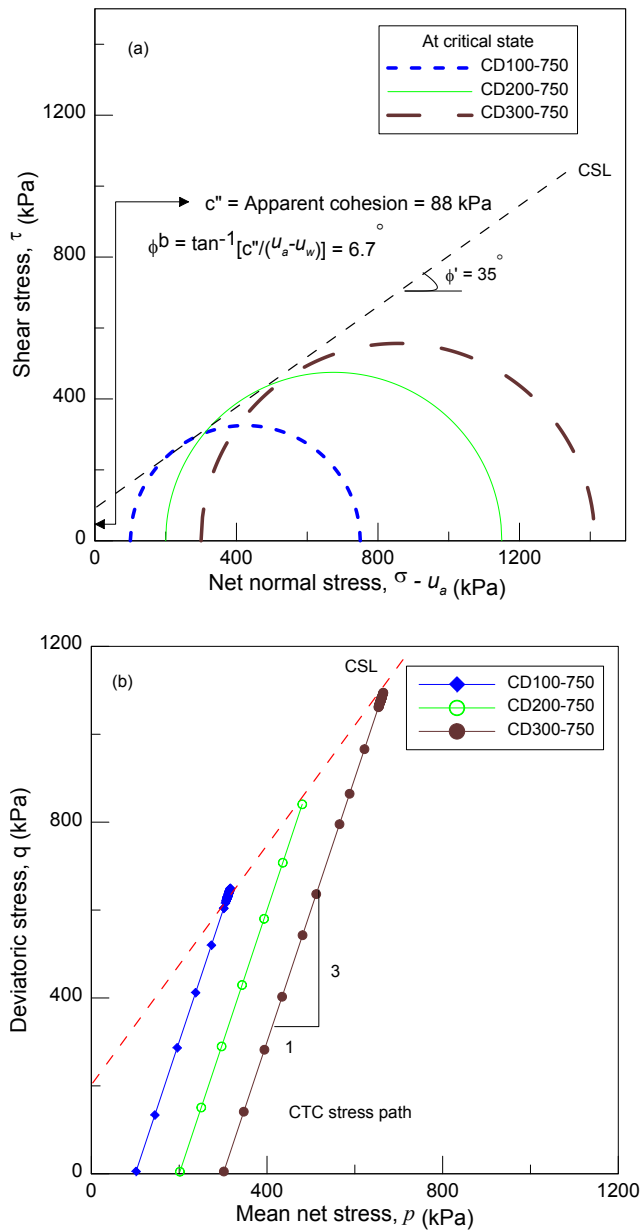 (a)
At critical state
CD100-750
CD200-750
CD300-750
1200
800
400
0
Shear stress, τ (kPa)
CSL
c" = Apparent cohesion = 88 kPa
ϕb = tan-1[c"/(ua-uw)] = 6.7°
ϕ' = 35°
0 400 800 1200
Net normal stress, σ - ua (kPa)
(b)
CSL
CD100-750
CD200-750
CD300-750
1200
800
400
0
Deviatoric stress, q (kPa)
3
1
CTC stress path
0 400 800 1200
Mean net stress, p (kPa)